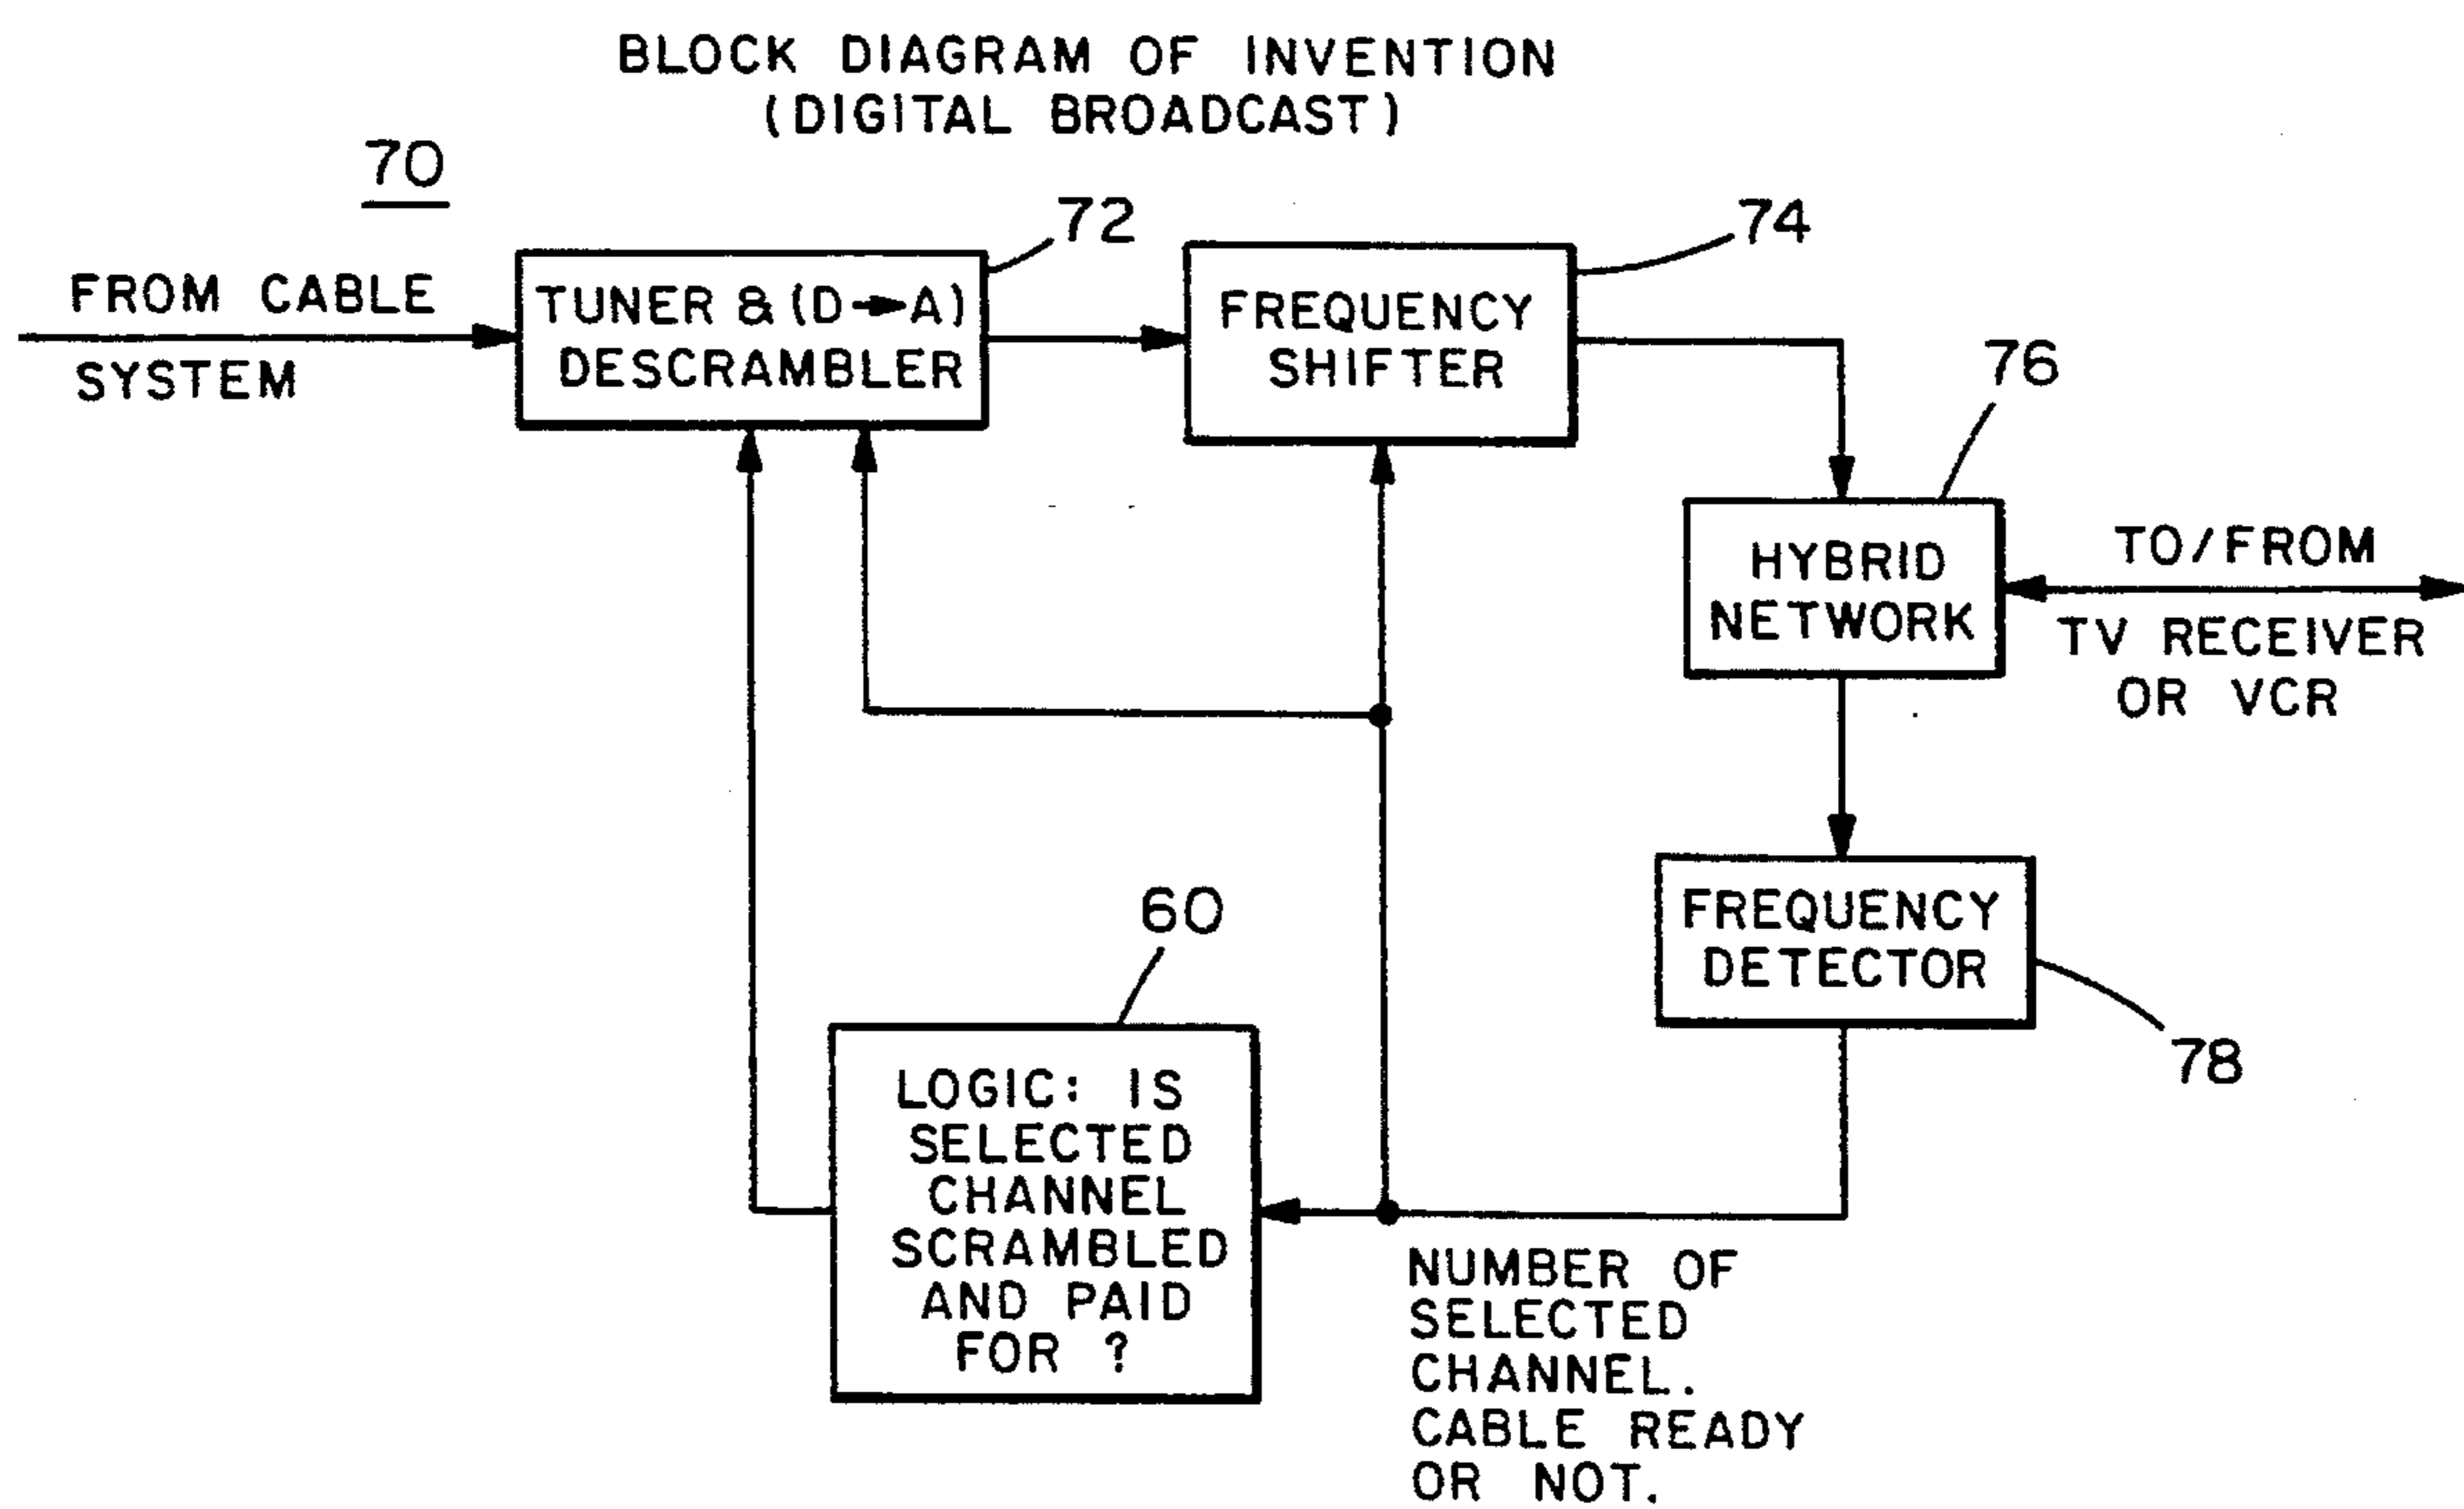 BLOCK DIAGRAM OF INVENTION
(DIGITAL BROADCAST)
70
72
74
FROM CABLE
SYSTEM
TUNER & (D→A)
DESCRAMBLER
FREQUENCY
SHIFTER
76
HYBRID
NETWORK
TO/FROM
TV RECEIVER
OR VCR
60
FREQUENCY
DETECTOR
78
LOGIC: IS
SELECTED
CHANNEL
SCRAMBLED
AND PAID
FOR ?
NUMBER OF
SELECTED
CHANNEL.
CABLE READY
OR NOT.